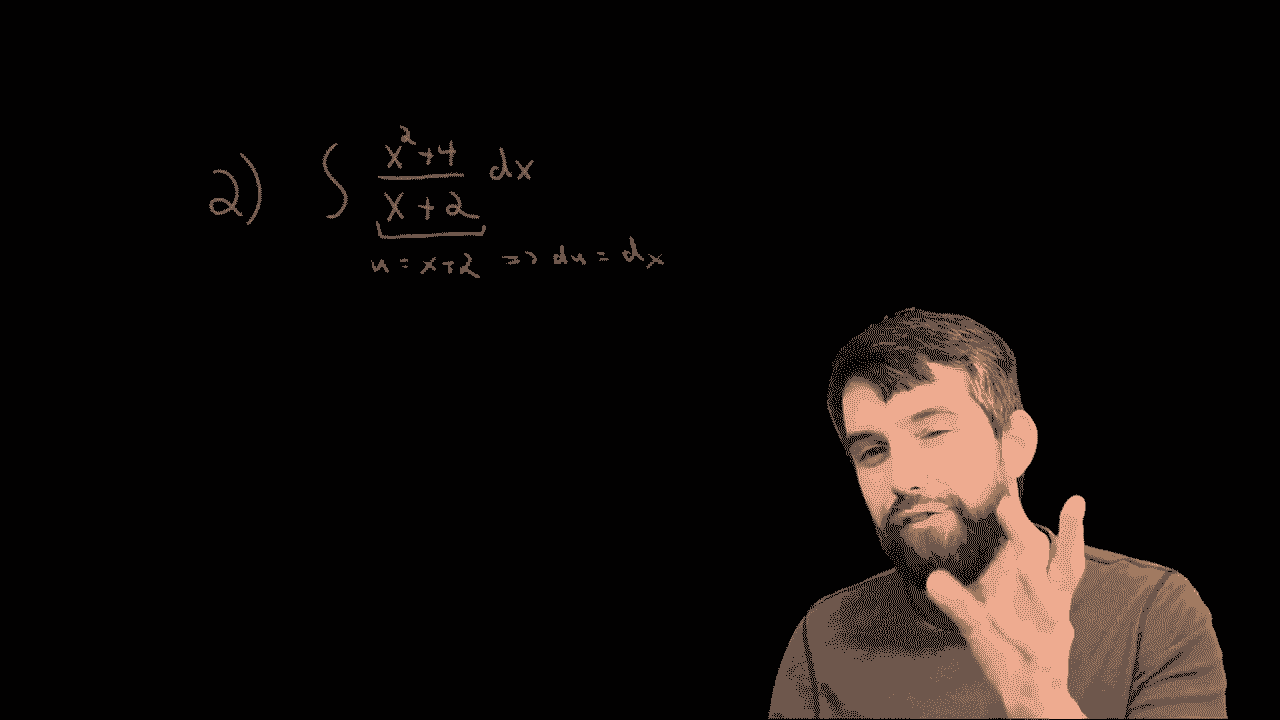 2) ∫ x²+4 / x+2 dx
u = x+2 => du = dx